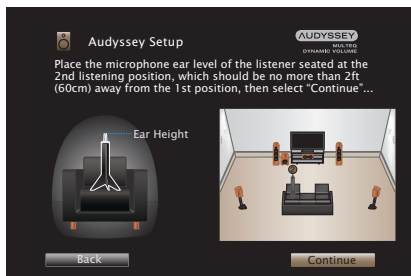 Audyssey Setup
AUDYSSEY
MULTEQ
DYNAMIC VOLUME
Place the microphone ear level of the listener seated at the
2nd listening position, which should be no more than 2ft
(60cm) away from the 1st position, then select “Continue”...
Ear Height
Back
Continue